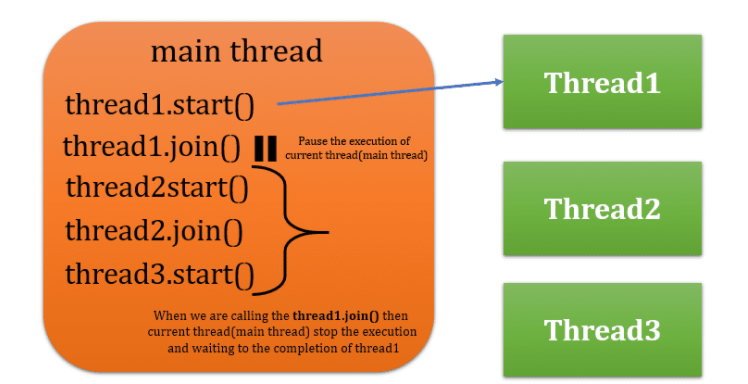 main thread
thread1.start()
thread1.join()
Pause the execution of
current thread(main thread)
thread2start()
thread2.join()
thread3.start()
When we are calling the thread1.join() then
current thread(main thread) stop the execution
and waiting to the completion of thread1
Thread1
Thread2
Thread3